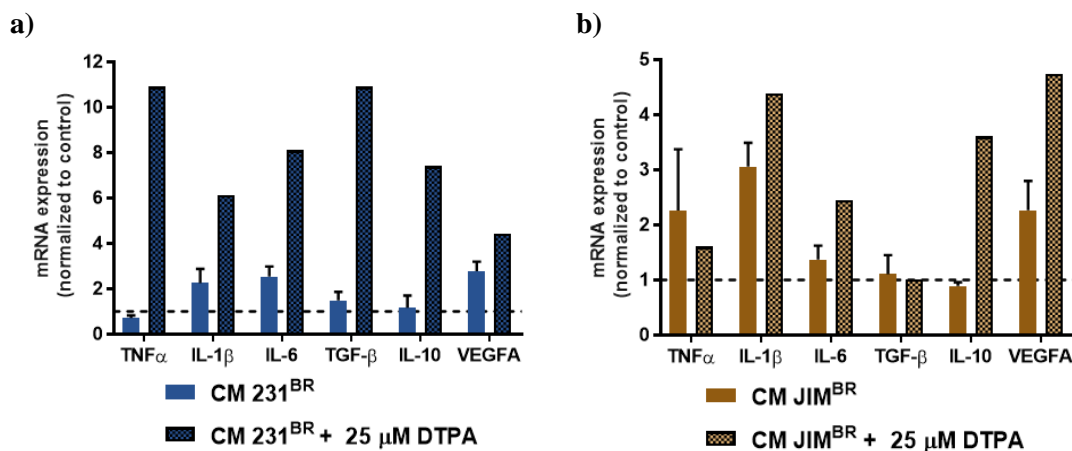 a)
mRNA expression
(normalized to control)
12
10
8
6
4
2
0
TNFα IL-1β IL-6 TGF-β IL-10 VEGFA
CM 231^BR
CM 231^BR + 25 μM DTPA
b)
mRNA expression
(normalized to control)
5
4
3
2
1
0
TNFα IL-1β IL-6 TGF-β IL-10 VEGFA
CM JIM^BR
CM JIM^BR + 25 μM DTPA